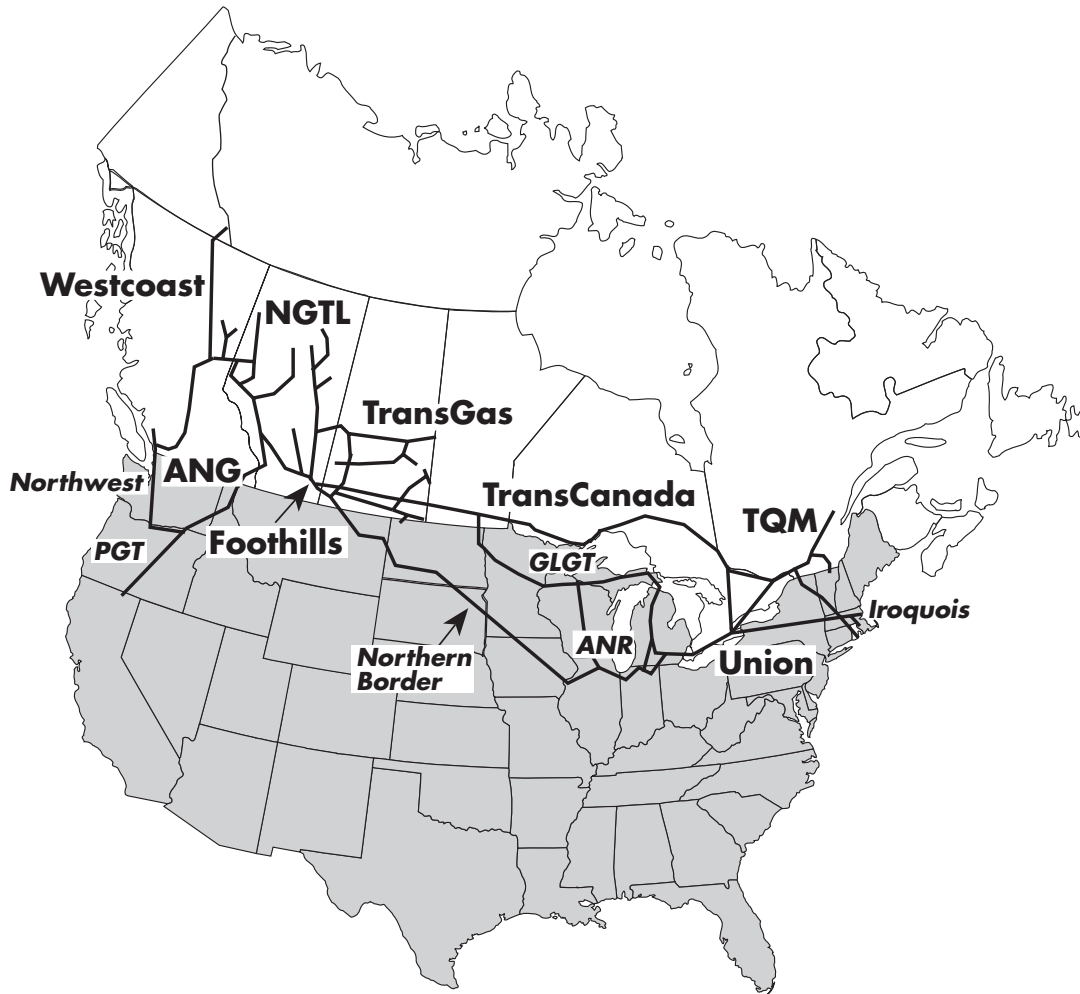 Westcoast
NGTL
TransGas
ANG
Northwest
TransCanada
TQM
Foothills
PGT
GLGT
Iroquois
ANR
Northern
Border
Union